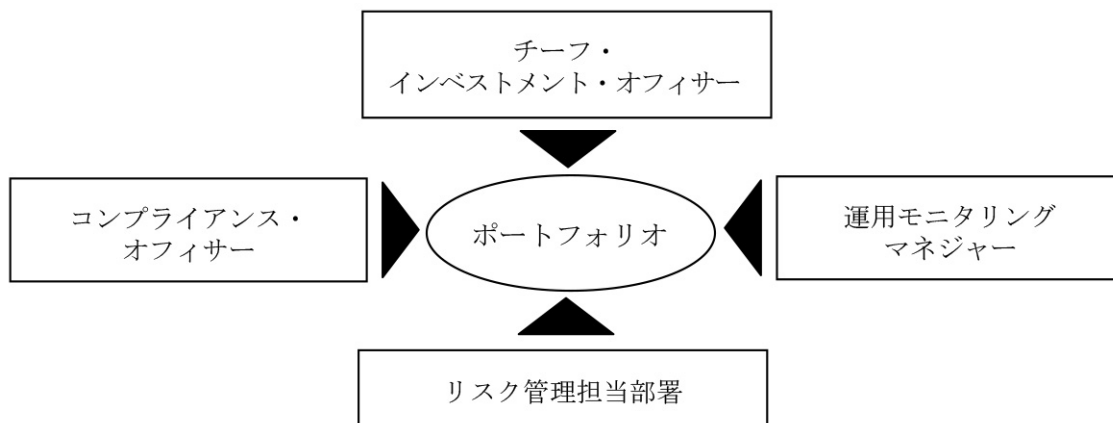 チーフ・
インベストメント・オフィサー
コンプライアンス・
オフィサー
ポートフォリオ
運用モニタリング
マネジャー
リスク管理担当部署